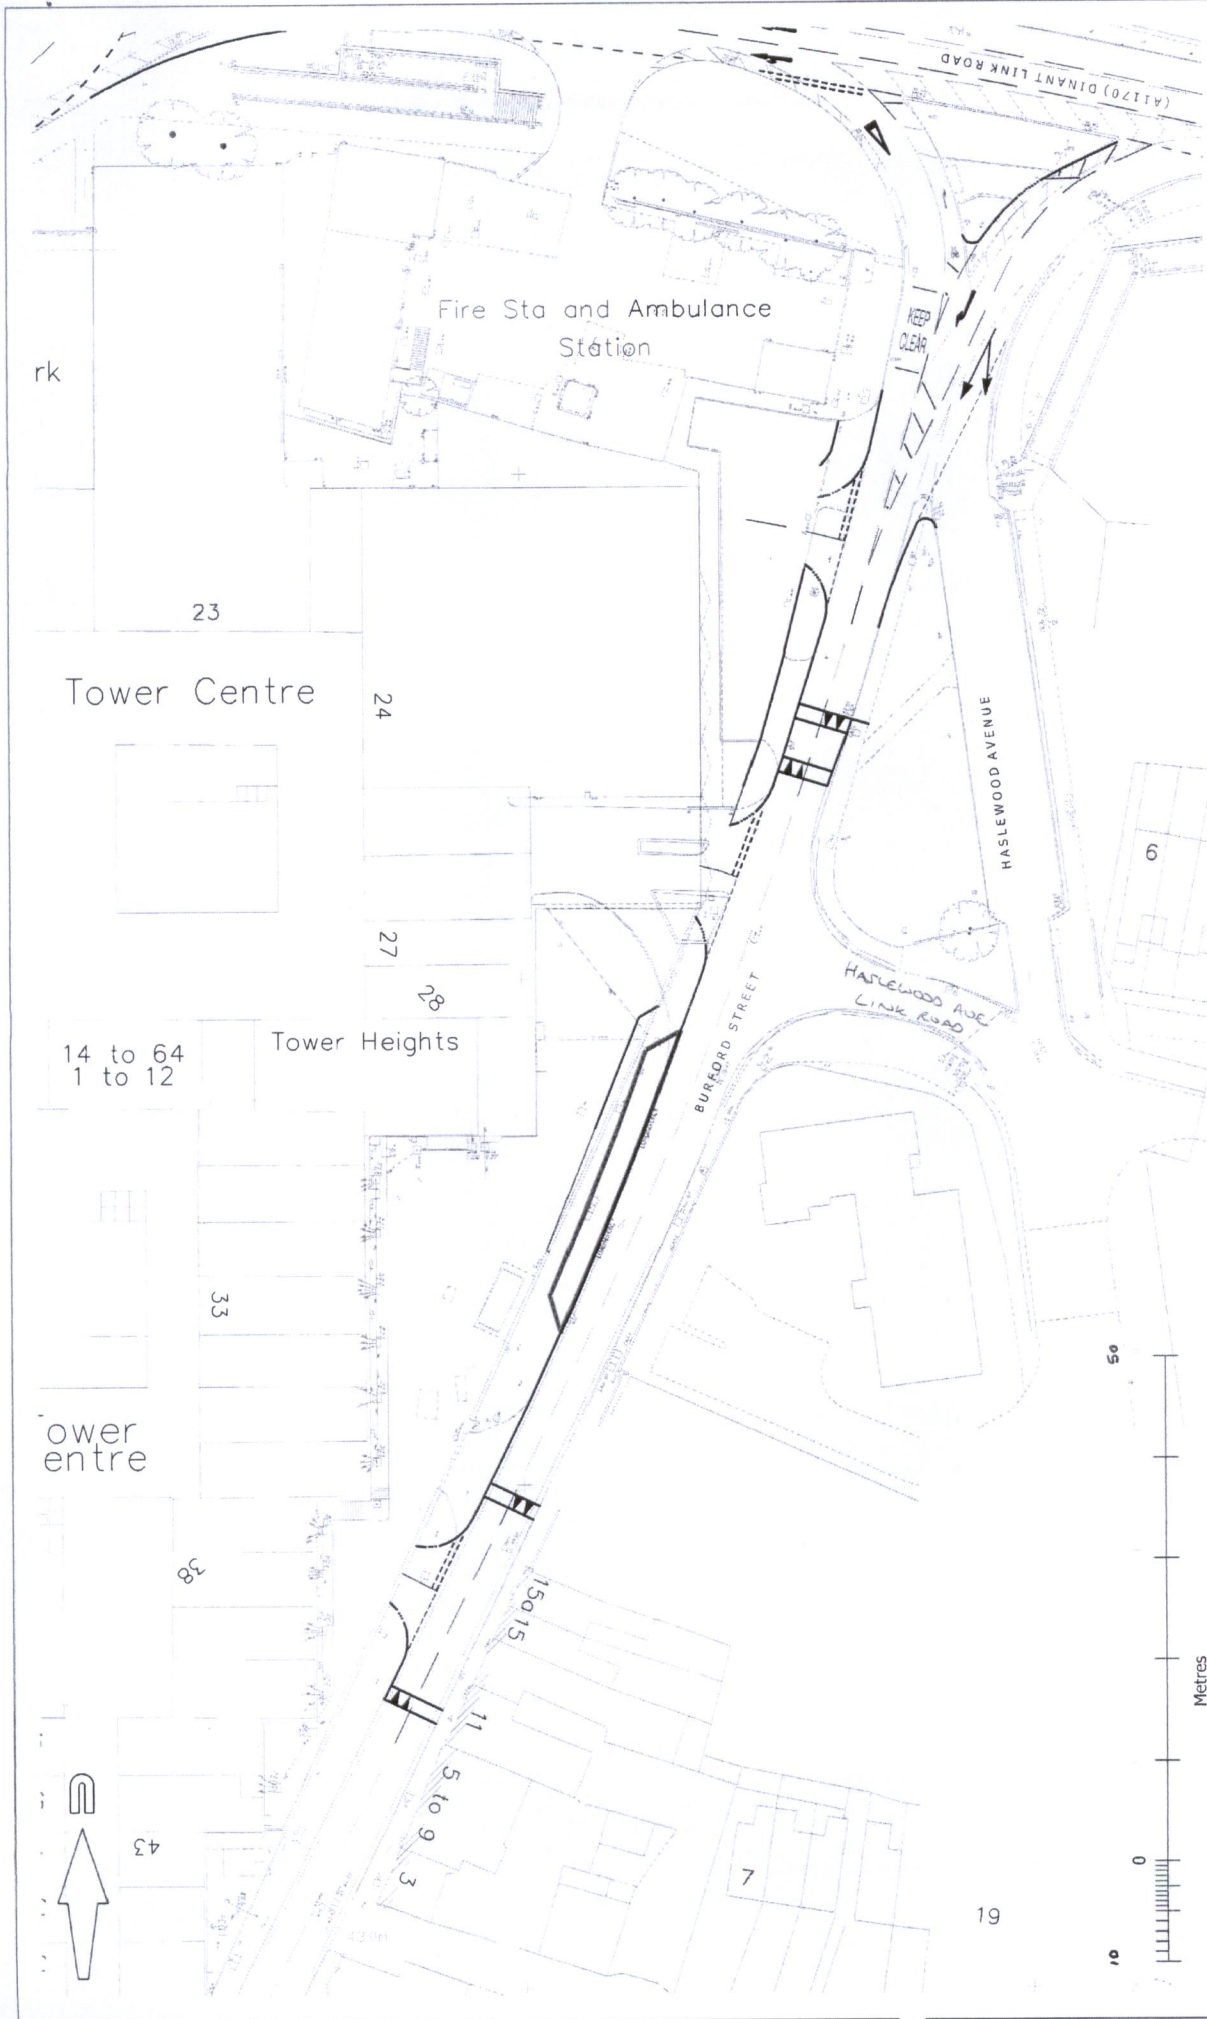 (A1170) DINANT LINK ROAD
Fire Sta and Ambulance
Station
KEEP
CLEAR
rk
23
Tower Centre
24
HASLEWOOD AVENUE
6
27
28
HASLEWOOD AVE/
LINK ROAD
BURFORD STREET
14 to 64
1 to 12
Tower Heights
33
50
ower
entre
38
15a 15
11
Metres
5 to 9
3
43
7
19
0
10
n